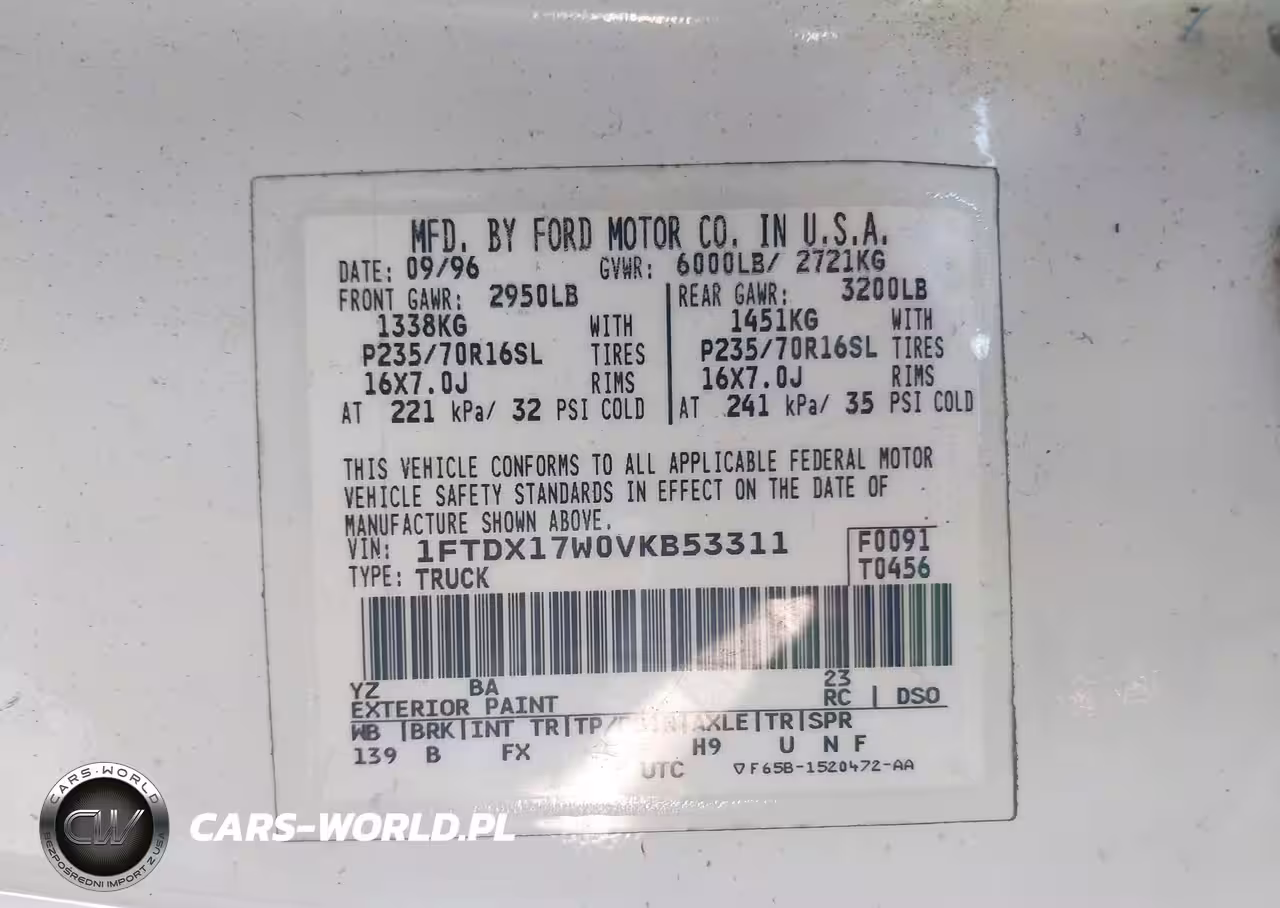 MFD. BY FORD MOTOR CO. IN U.S.A.
DATE: 09/96 GVWR: 6000LB/ 2721KG
FRONT GAWR: 2950LB REAR GAWR: 3200LB
1338KG WITH 1451KG WITH
P235/70R16SL TIRES P235/70R16SL TIRES
16X7.0J RIMS 16X7.0J RIMS
AT 221 kPa/ 32 PSI COLD AT 241 kPa/ 35 PSI COLD
THIS VEHICLE CONFORMS TO ALL APPLICABLE FEDERAL MOTOR
VEHICLE SAFETY STANDARDS IN EFFECT ON THE DATE OF
MANUFACTURE SHOWN ABOVE.
VIN: 1FTDX17W0VKB53311 F0091
TYPE: TRUCK T0456
YZ BA 23
EXTERIOR PAINT RC | DSO
WB |BRK|INT TR|TP/ |AXLE|TR|SPR
139 B FX H9 U N F
UTC ▽F65B-1520472-AA
CARS-WORLD
CW
BEZPOŚREDNI IMPORT Z USA
CARS-WORLD.PL